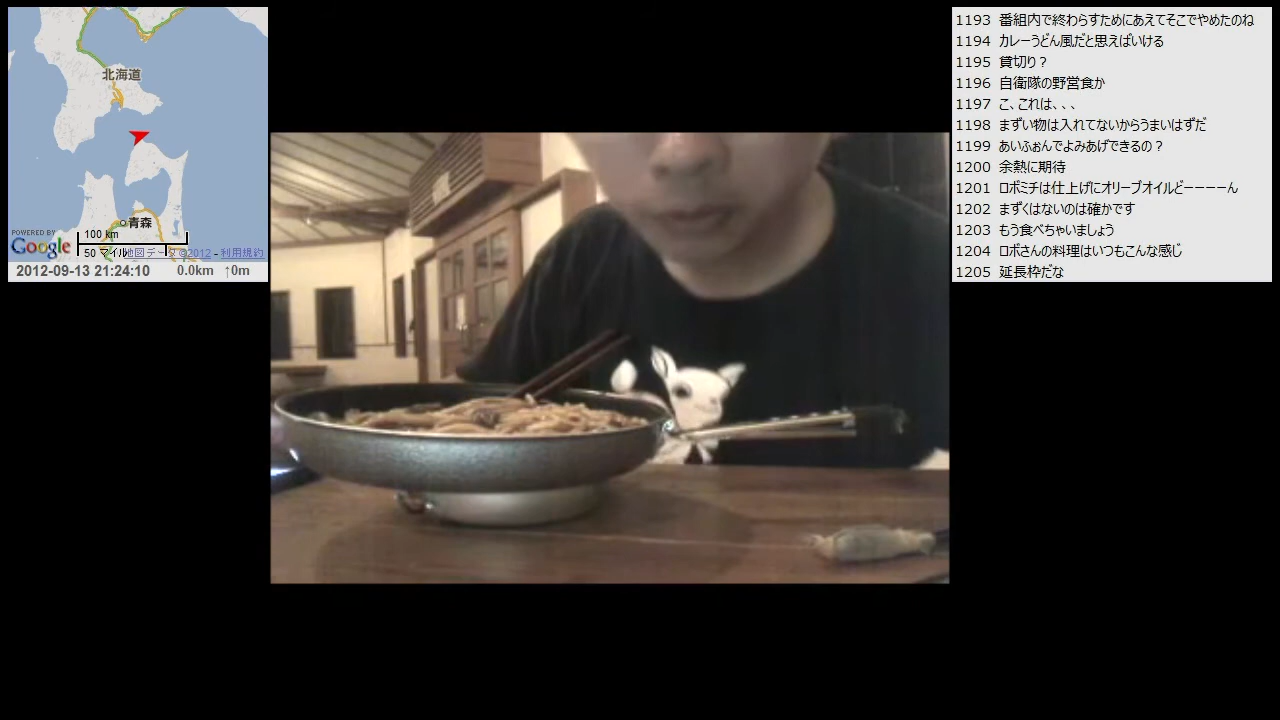 北海道
青森
100 km
50 マイル
地図データ ©2012 - 利用規約
POWERED BY
Google
2012-09-13 21:24:10 0.0km ↑0m
1193 番組内で終わらすためにあえてそこでやめたのね
1194 カレーうどん風だと思えばいける
1195 貸切り?
1196 自衛隊の野営食か
1197 こ、これは、、、
1198 まずい物は入れてないからうまいはずだ
1199 あいふぉんでよみあげできるの?
1200 余熱に期待
1201 ロボミチは仕上げにオリーブオイルどーーーーん
1202 まずくはないのは確かです
1203 もう食べちゃいましょう
1204 ロボさんの料理はいつもこんな感じ
1205 延長枠だな